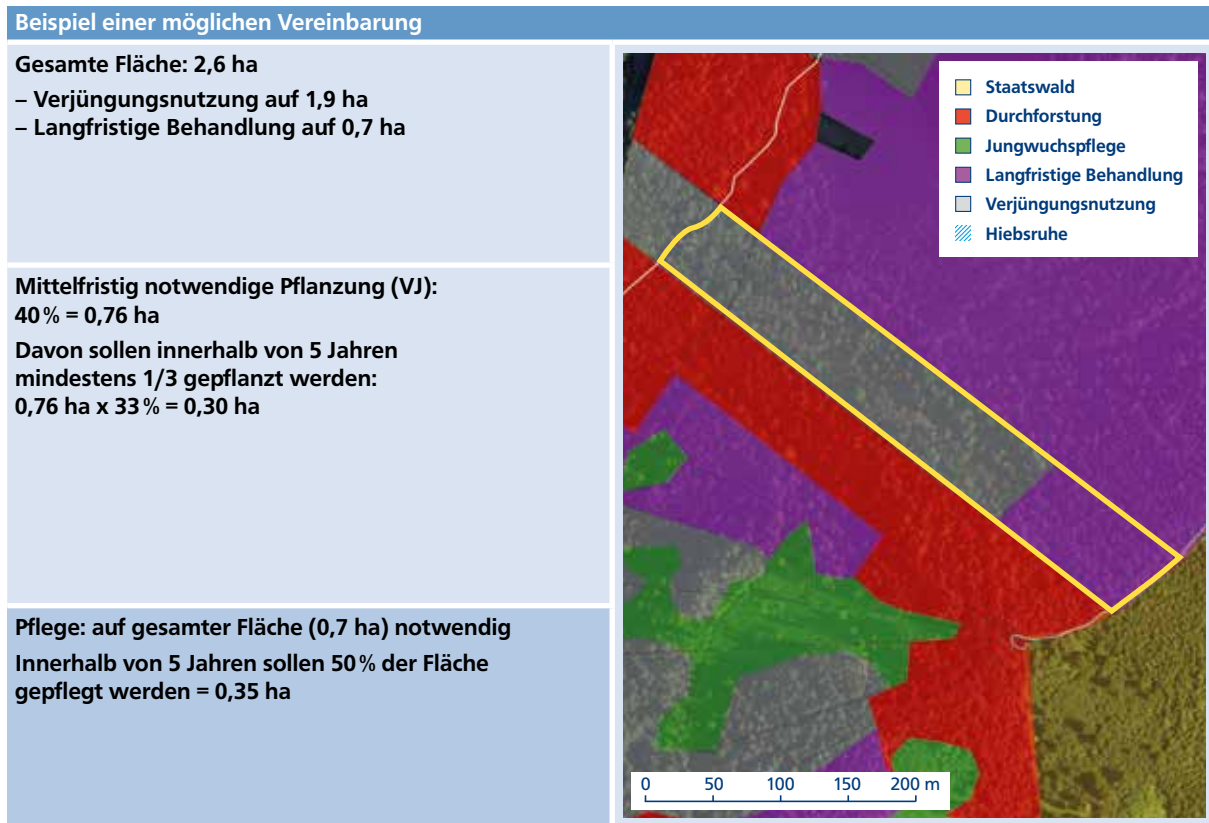 Beispiel einer möglichen Vereinbarung
Gesamte Fläche: 2,6 ha
– Verjüngungsnutzung auf 1,9 ha
– Langfristige Behandlung auf 0,7 ha
Mittelfristig notwendige Pflanzung (VJ):
40 % = 0,76 ha
Davon sollen innerhalb von 5 Jahren
mindestens 1/3 gepflanzt werden:
0,76 ha x 33 % = 0,30 ha
Pflege: auf gesamter Fläche (0,7 ha) notwendig
Innerhalb von 5 Jahren sollen 50 % der Fläche
gepflegt werden = 0,35 ha
Staatswald
Durchforstung
Jungwuchspflege
Langfristige Behandlung
Verjüngungsnutzung
Hiebsruhe
0 50 100 150 200 m